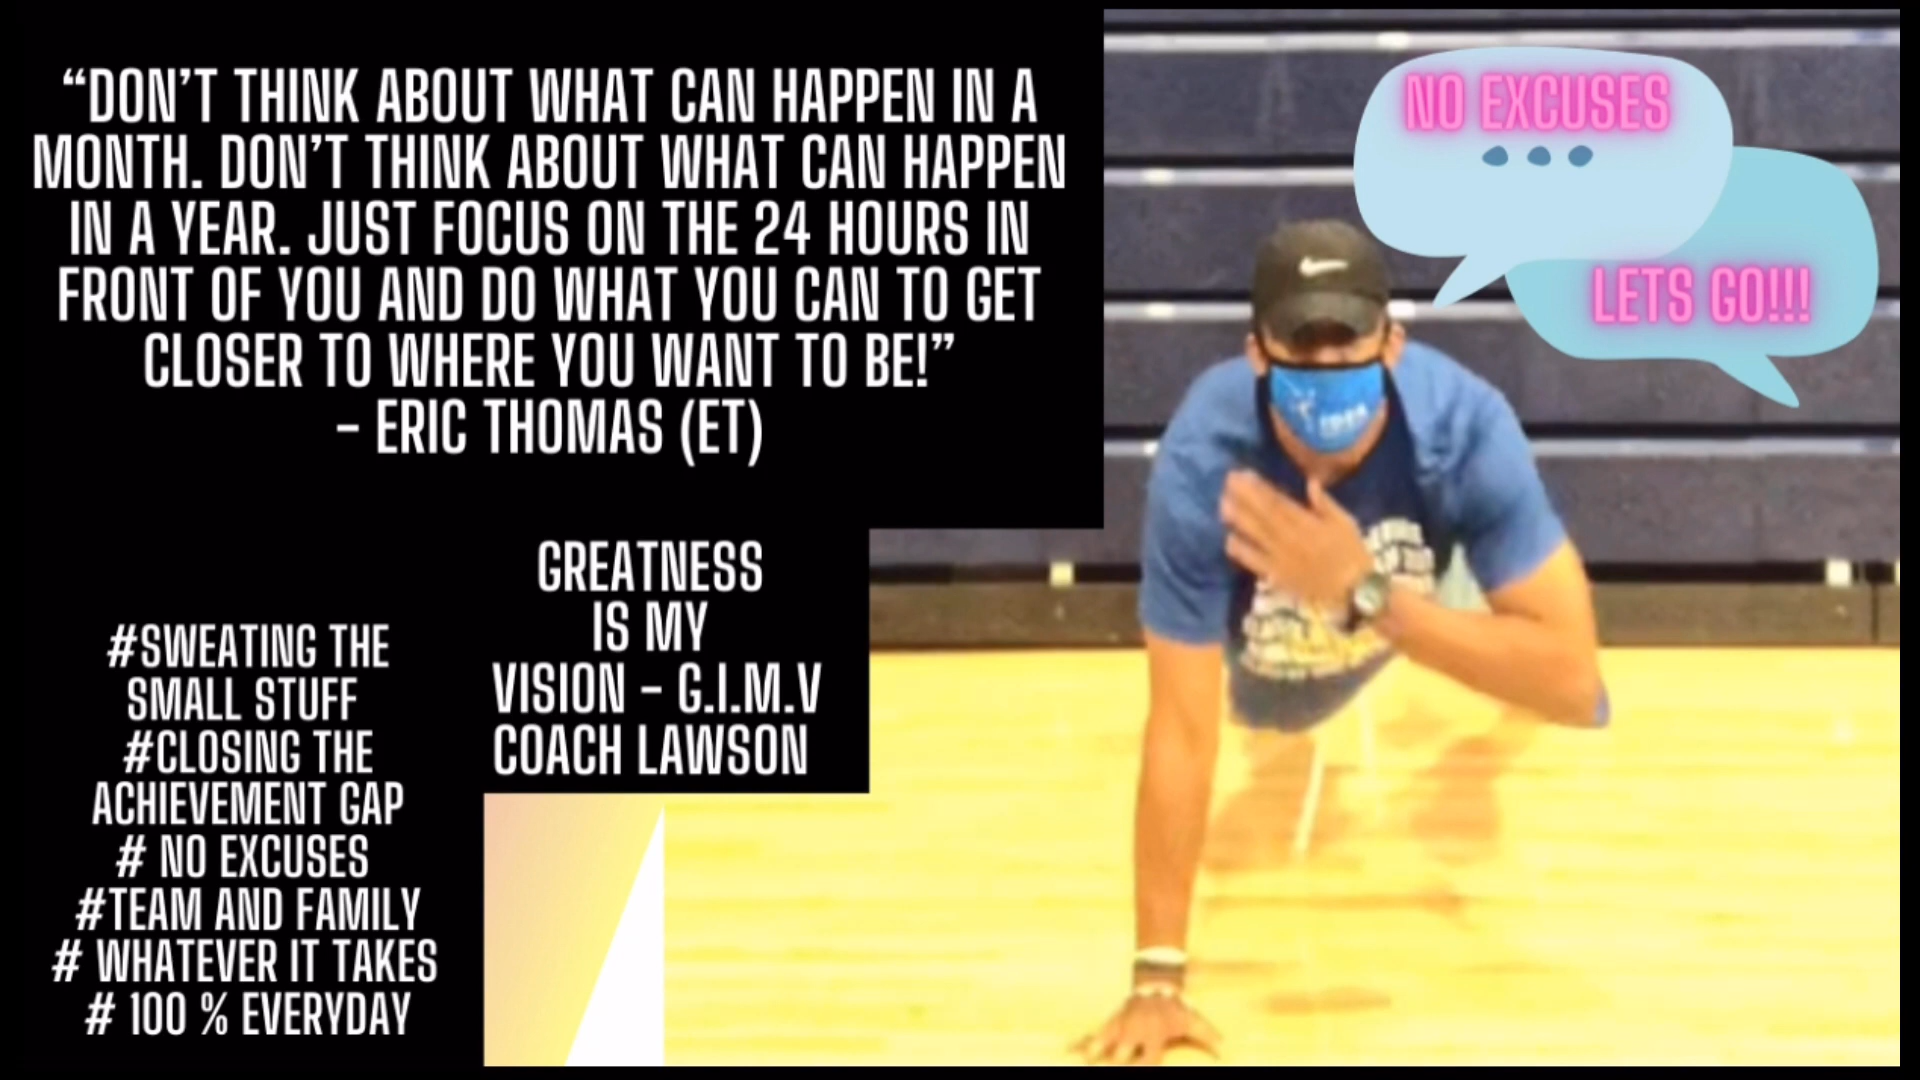 “DON’T THINK ABOUT WHAT CAN HAPPEN IN A
MONTH. DON’T THINK ABOUT WHAT CAN HAPPEN
IN A YEAR. JUST FOCUS ON THE 24 HOURS IN
FRONT OF YOU AND DO WHAT YOU CAN TO GET
CLOSER TO WHERE YOU WANT TO BE!”
- ERIC THOMAS (ET)
NO EXCUSES
LETS GO!!!
GREATNESS
IS MY
VISION - G.I.M.V
COACH LAWSON
#SWEATING THE
SMALL STUFF
#CLOSING THE
ACHIEVEMENT GAP
# NO EXCUSES
#TEAM AND FAMILY
# WHATEVER IT TAKES
# 100 % EVERYDAY